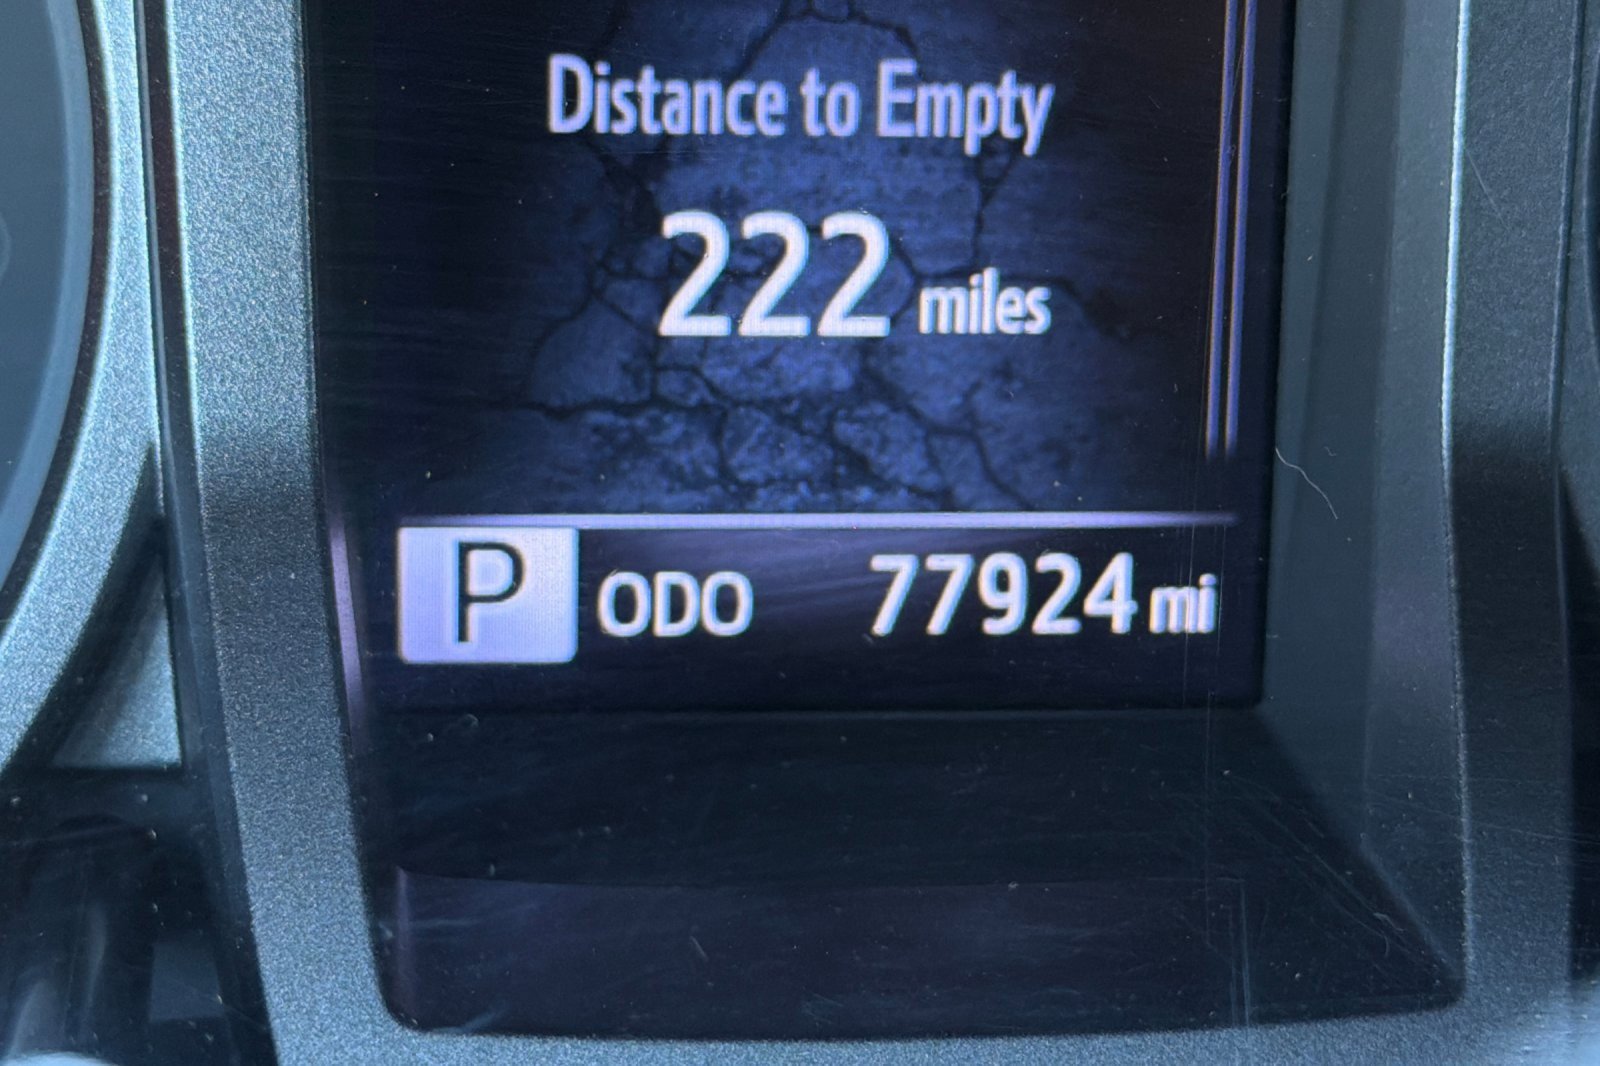 Distance to Empty
222 miles
P ODO 77924 mi